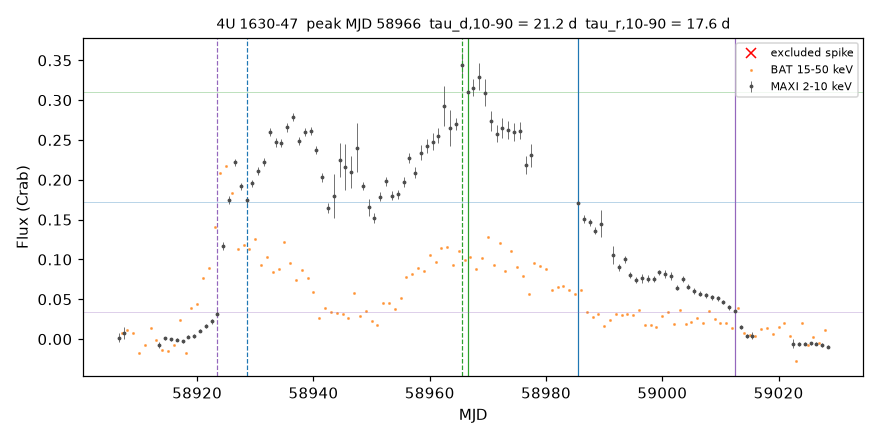 4U 1630-47  peak MJD 58966  tau_d,10-90 = 21.2 d  tau_r,10-90 = 17.6 d
excluded spike
BAT 15-50 keV
MAXI 2-10 keV
Flux (Crab)
0.35
0.30
0.25
0.20
0.15
0.10
0.05
0.00
58920
58940
58960
58980
59000
59020
MJD